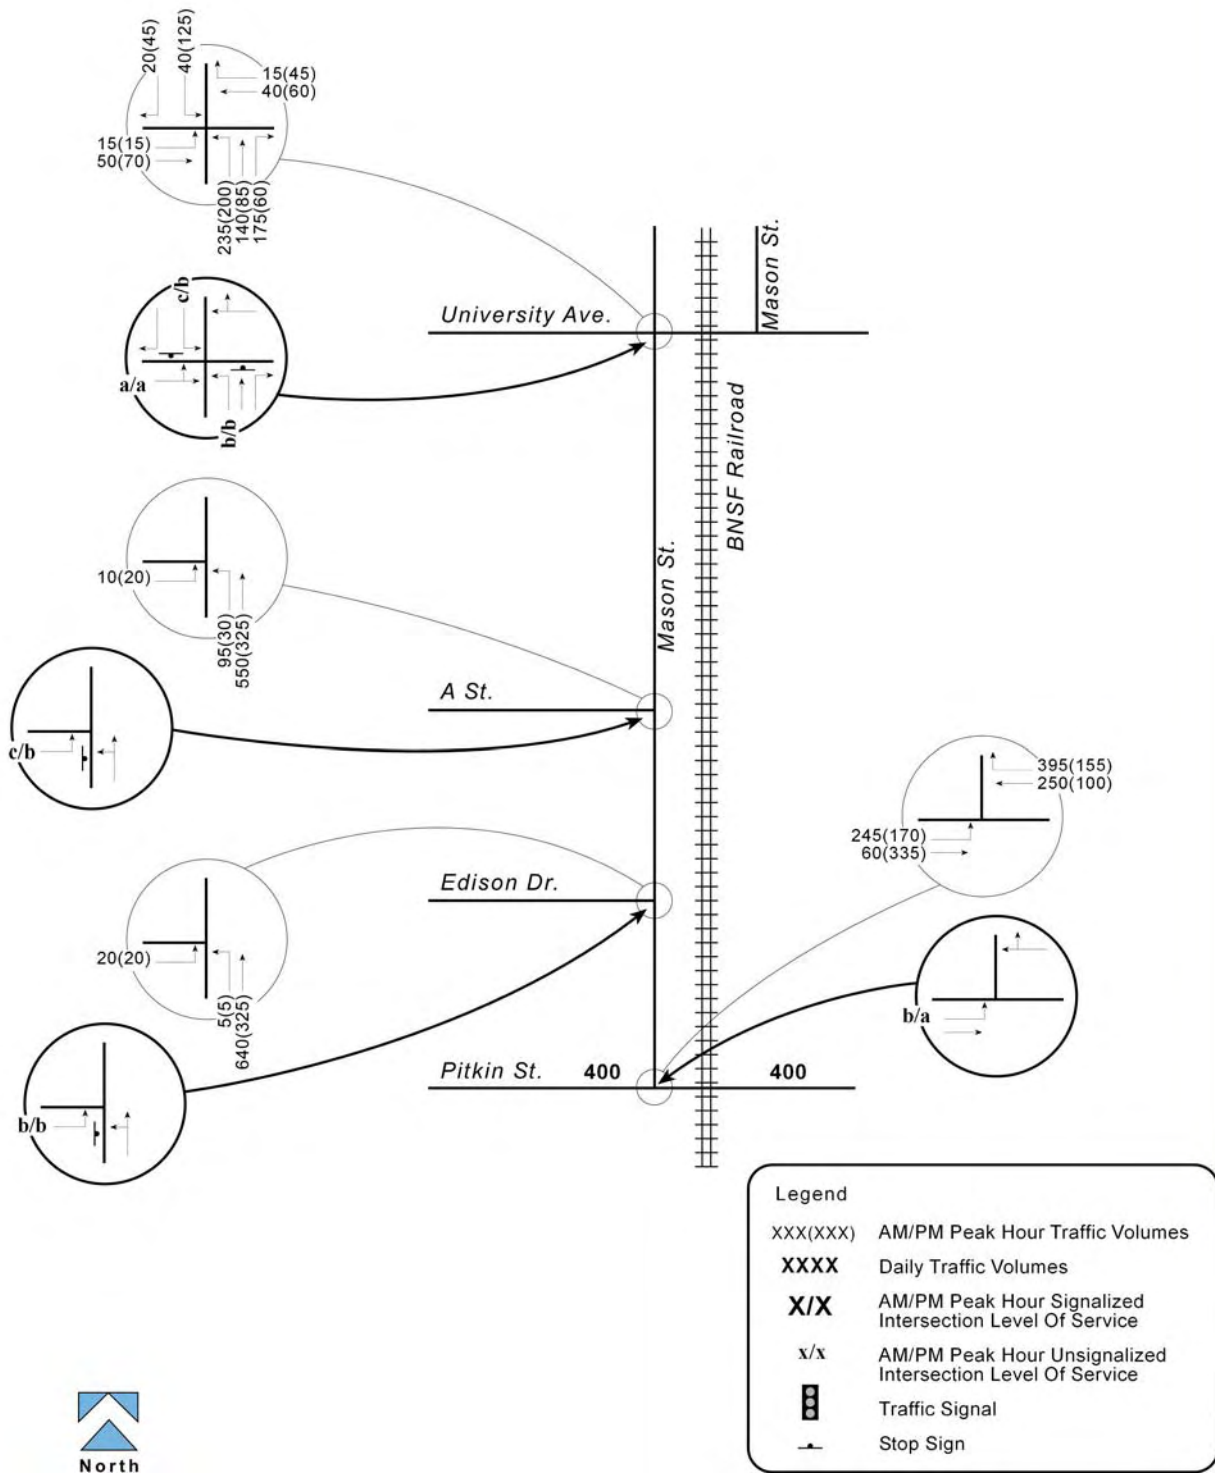 20(45)
40(125)
15(45)
40(60)
15(15)
50(70)
235(200)
140(85)
175(60)
Mason St.
c/b
University Ave.
a/a
b/b
BNSF Railroad
10(20)
95(30)
550(325)
Mason St.
A St.
c/b
395(155)
250(100)
245(170)
60(335)
Edison Dr.
20(20)
5(5)
640(325)
b/a
Pitkin St.
400
400
b/b
Legend
XXX(XXX) AM/PM Peak Hour Traffic Volumes
XXXX Daily Traffic Volumes
X/X AM/PM Peak Hour Signalized
Intersection Level Of Service
x/x AM/PM Peak Hour Unsignalized
Intersection Level Of Service
Traffic Signal
Stop Sign
North